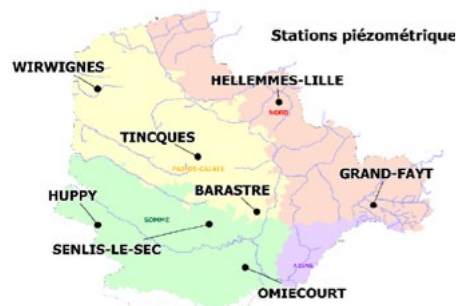 Stations piézométrique
WIRWIGNES
HELLEMMES-LILLE
NORD
TINCQUES
PAS-DE-CALAIS
GRAND-FAYT
BARASTRE
HUPPY
SOMME
SENLIS-LE-SEC
AISNE
OMIECOURT